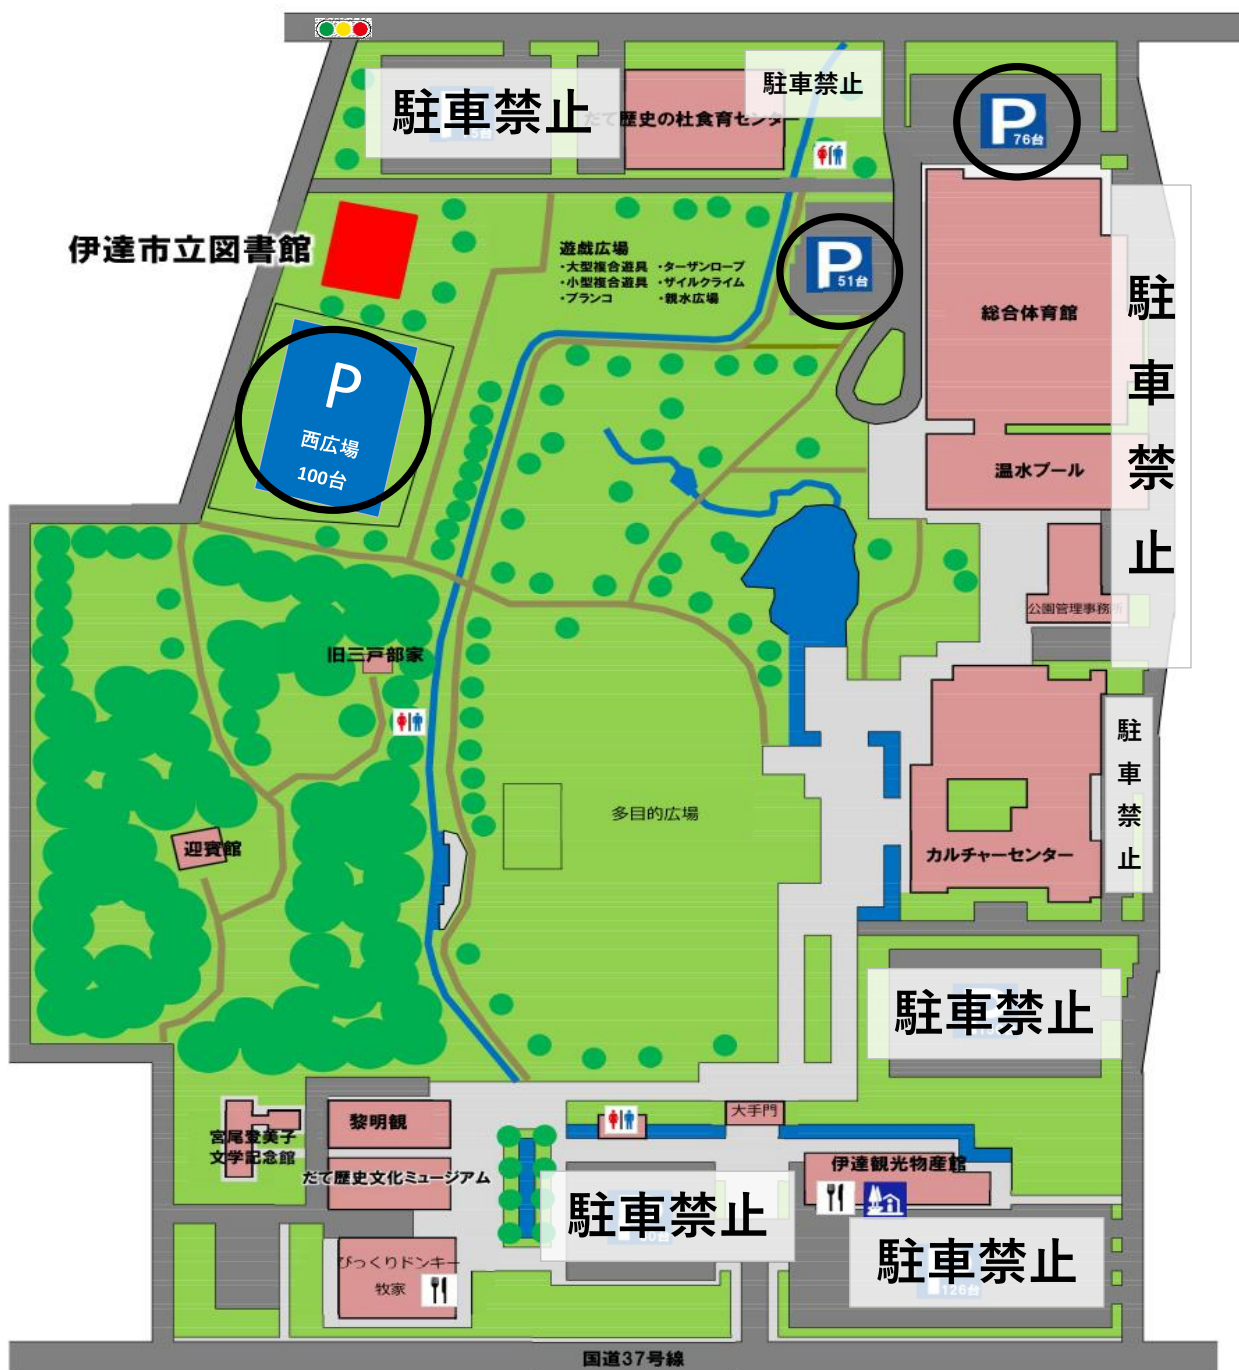 駐車禁止
駐車禁止
だて歴史の杜食育センター
P
76台
伊達市立図書館
遊戯広場
・大型複合遊具 ・ターザンロープ
・小型複合遊具 ・ザイルクライム
・ブランコ ・親水広場
P
51台
総合体育館
駐車禁止
P
西広場
100台
温水プール
公園管理事務所
旧三戸部家
多目的広場
迎賓館
カルチャーセンター
駐車禁止
駐車禁止
大手門
黎明観
宮尾登美子
文学記念館
だて歴史文化ミュージアム
伊達観光物産館
駐車禁止
駐車禁止
126台
びっくりドンキー
牧家
国道37号線